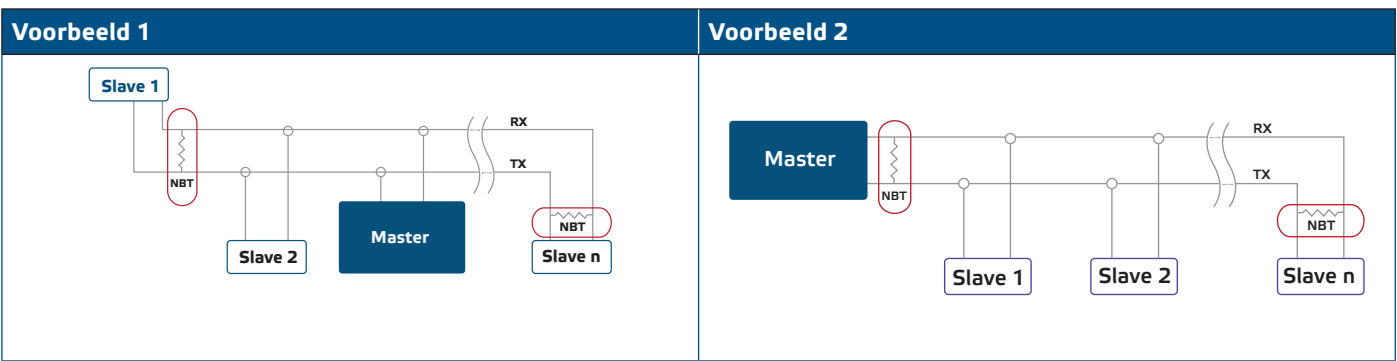 Voorbeeld 1
Slave 1
RX
TX
NBT
NBT
Master
Slave 2
Slave n
Voorbeeld 2
RX
Master
TX
NBT
NBT
Slave 1
Slave 2
Slave n